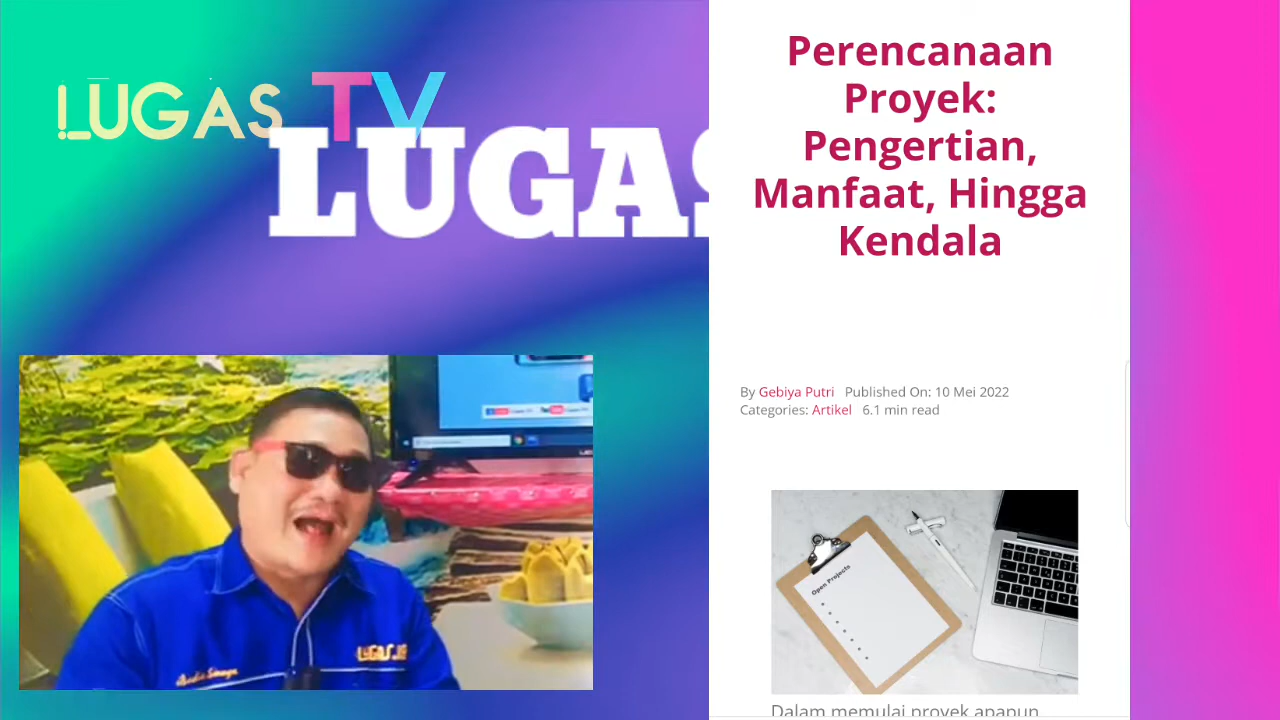 LUGAS TV
LUGAS
Perencanaan
Proyek:
Pengertian,
Manfaat, Hingga
Kendala
By Gebiya Putri Published On: 10 Mei 2022
Categories: Artikel 6.1 min read
Open Projects
Dalam memulai proyek apapun